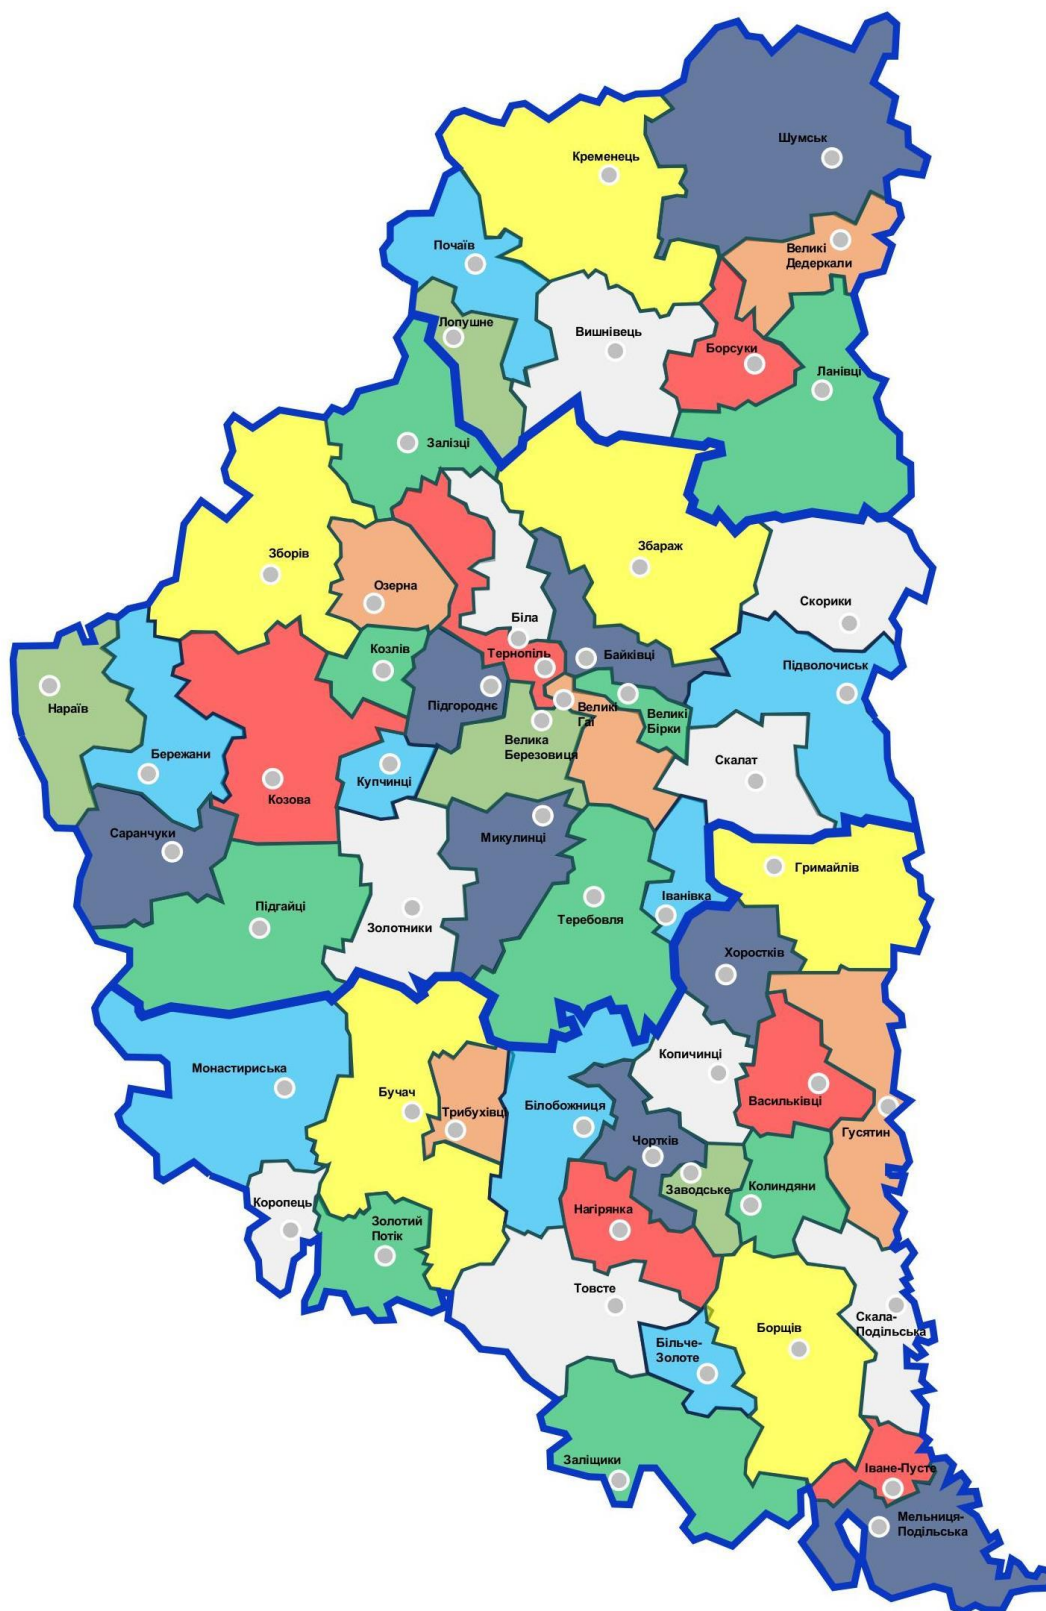 Шумськ
Кременець
Великі
Дедеркали
Почаїв
Лопушне
Вишнівець
Борсуки
Ланівці
Залізці
Збараж
Зборів
Озерна
Скорики
Біла
Козлів
Тернопіль
Байківці
Підволочиськ
Нараїв
Підгороднє
Великі
Гаї
Великі
Бірки
Бережани
Велика
Березовиця
Скалат
Козова
Купчинці
Саранчуки
Микулинці
Гримайлів
Підгайці
Золотники
Теребовля
Іванівка
Хоростків
Монастириська
Копичинці
Бучач
Трибухівці
Білобожниця
Васильківці
Гусятин
Чортків
Заводське
Колиндяни
Коропець
Золотий
Потік
Нагірянка
Товсте
Скала-
Подільська
Борщів
Більче-
Золоте
Заліщики
Іване-Пусте
Мельниця-
Подільська